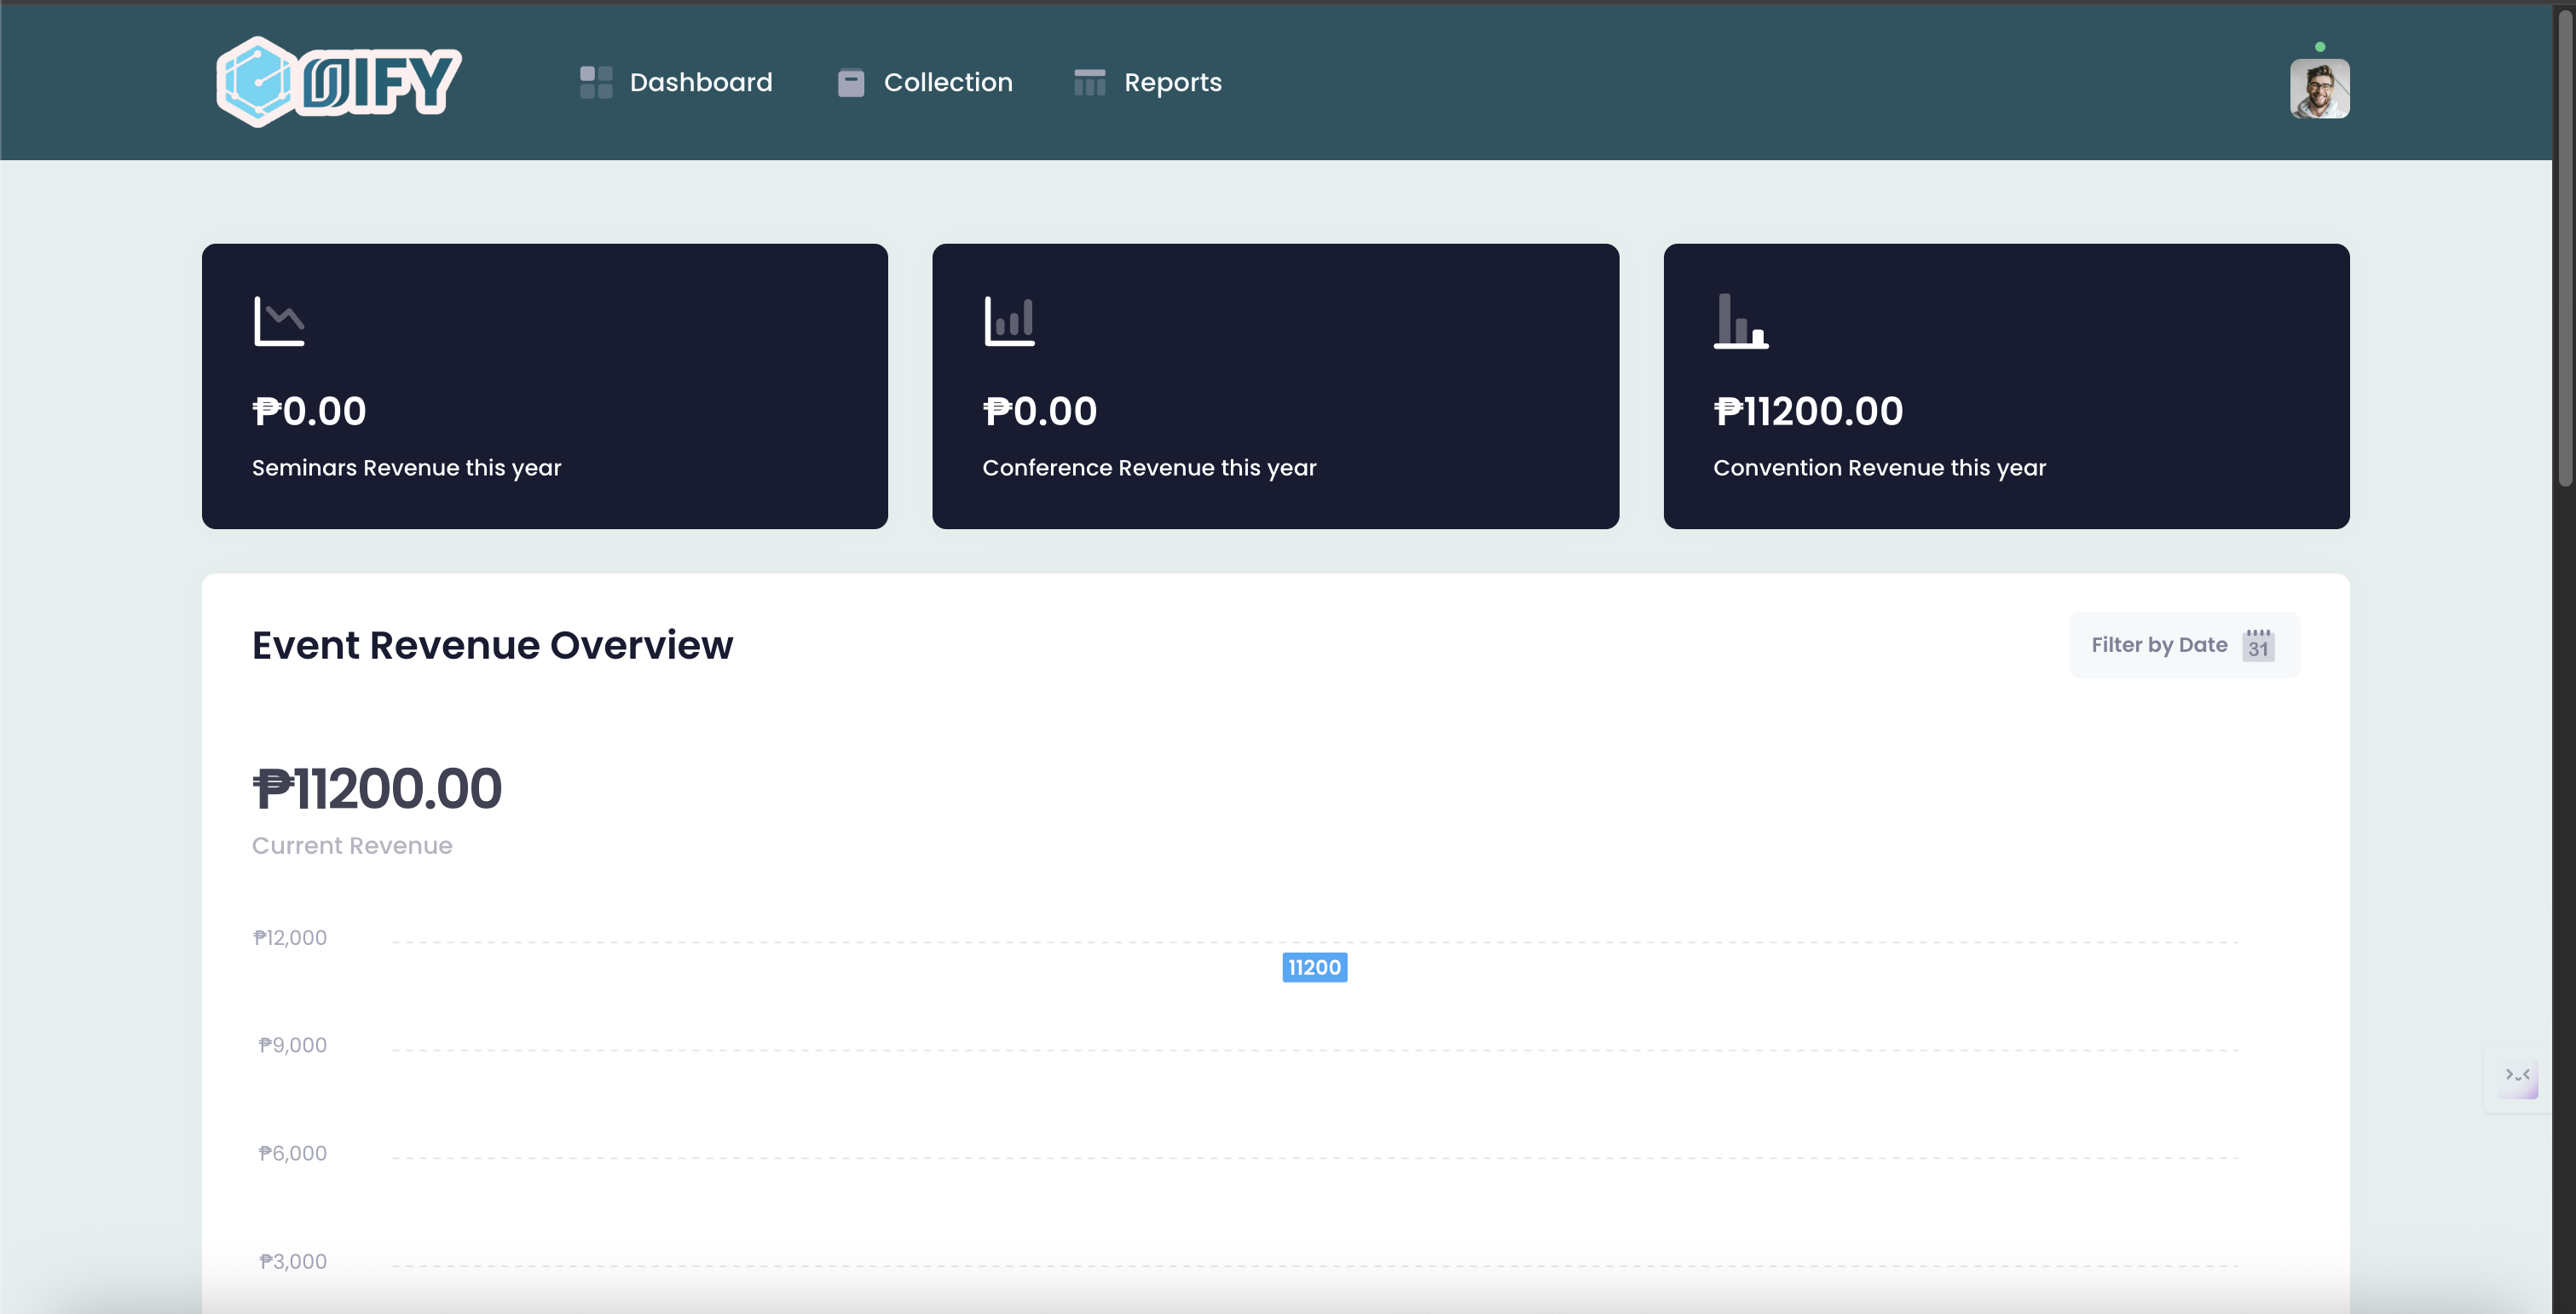 eDIFY
Dashboard
Collection
Reports
₱0.00
Seminars Revenue this year
₱0.00
Conference Revenue this year
₱11200.00
Convention Revenue this year
Event Revenue Overview
Filter by Date
31
₱11200.00
Current Revenue
₱12,000
11200
₱9,000
₱6,000
₱3,000